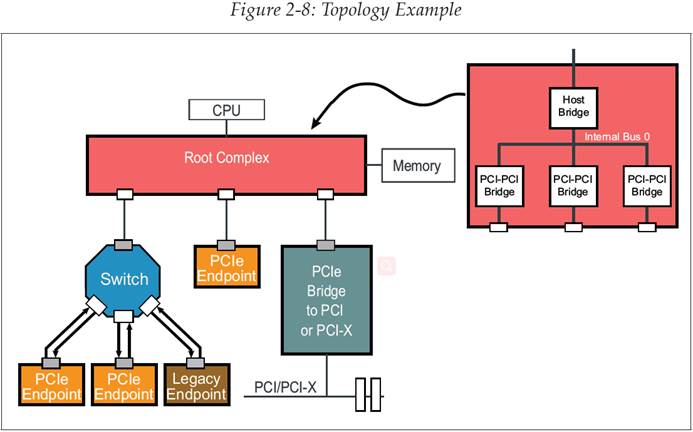 Figure 2-8: Topology Example
CPU
Root Complex
Memory
Host
Bridge
Internal Bus 0
PCI-PCI
Bridge
PCI-PCI
Bridge
PCI-PCI
Bridge
Switch
PCIe
Endpoint
PCIe
Bridge
to PCI
or PCI-X
PCIe
Endpoint
PCIe
Endpoint
Legacy
Endpoint
PCI/PCI-X